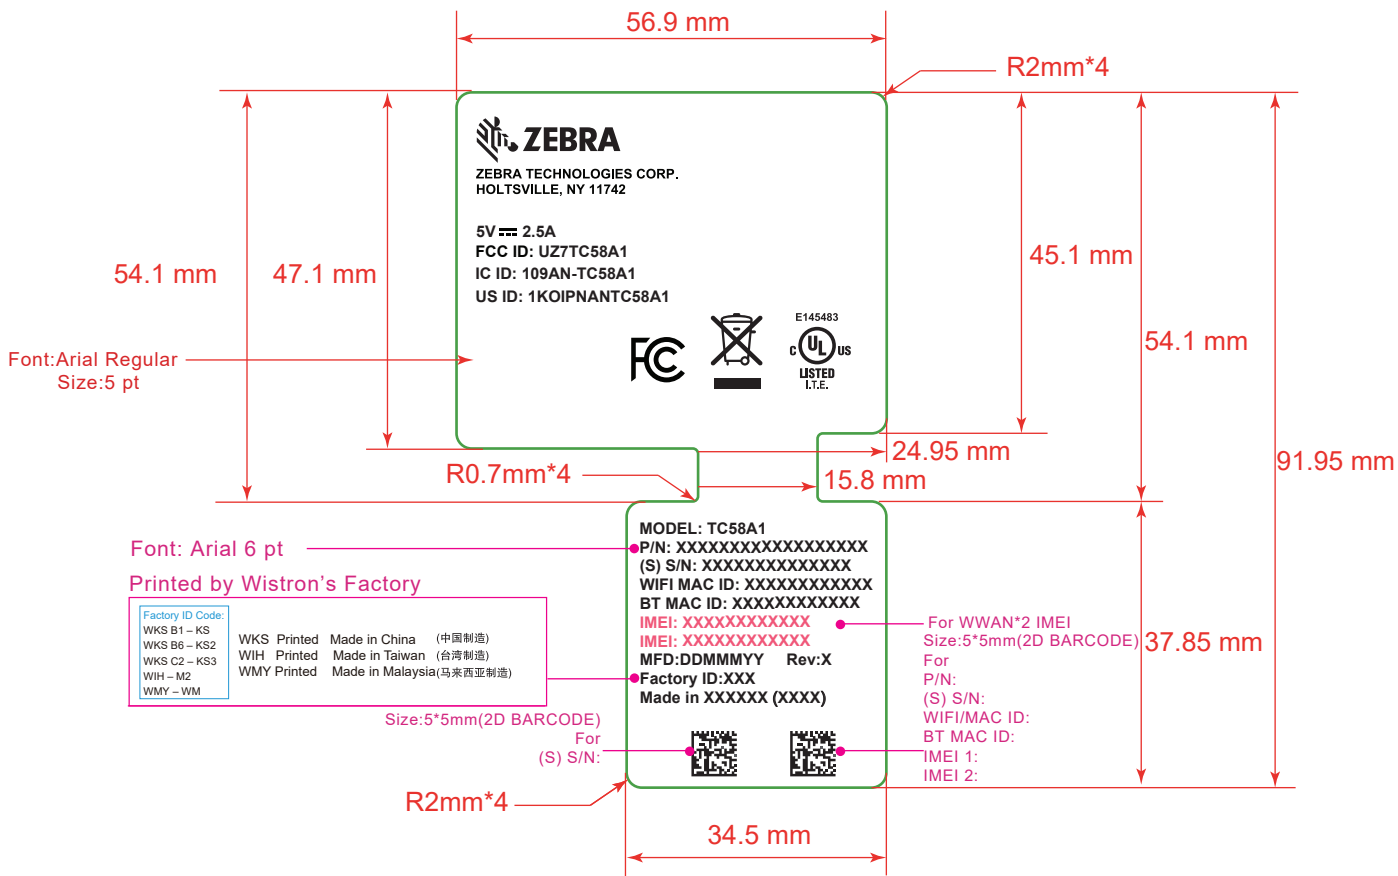 56.9 mm
R2mm*4
ZEBRA
ZEBRA TECHNOLOGIES CORP.
HOLTSVILLE, NY 11742
5V 2.5A
FCC ID: UZ7TC58A1
IC ID: 109AN-TC58A1
US ID: 1KOIPNANTC58A1
54.1 mm
47.1 mm
45.1 mm
54.1 mm
Font:Arial Regular
Size:5 pt
FC
E145483
C UL US
LISTED
I.T.E.
24.95 mm
91.95 mm
R0.7mm*4
15.8 mm
MODEL: TC58A1
P/N: XXXXXXXXXXXXXXXXXX
(S) S/N: XXXXXXXXXXXXXX
WIFI MAC ID: XXXXXXXXXXXX
BT MAC ID: XXXXXXXXXXXX
IMEI: XXXXXXXXXXXX
IMEI: XXXXXXXXXXXX
MFD:DDMMMYY Rev:X
Factory ID:XXX
Made in XXXXXX (XXXX)
Font: Arial 6 pt
Printed by Wistron's Factory
Factory ID Code:
WKS B1 – KS
WKS B6 – KS2
WKS C2 – KS3
WIH – M2
WMY – WM
WKS Printed Made in China (中国制造)
WIH Printed Made in Taiwan (台湾制造)
WMY Printed Made in Malaysia(马来西亚制造)
Size:5*5mm(2D BARCODE)
For
(S) S/N:
For WWAN*2 IMEI
Size:5*5mm(2D BARCODE)
For
P/N:
(S) S/N:
WIFI/MAC ID:
BT MAC ID:
IMEI 1:
IMEI 2:
37.85 mm
R2mm*4
34.5 mm